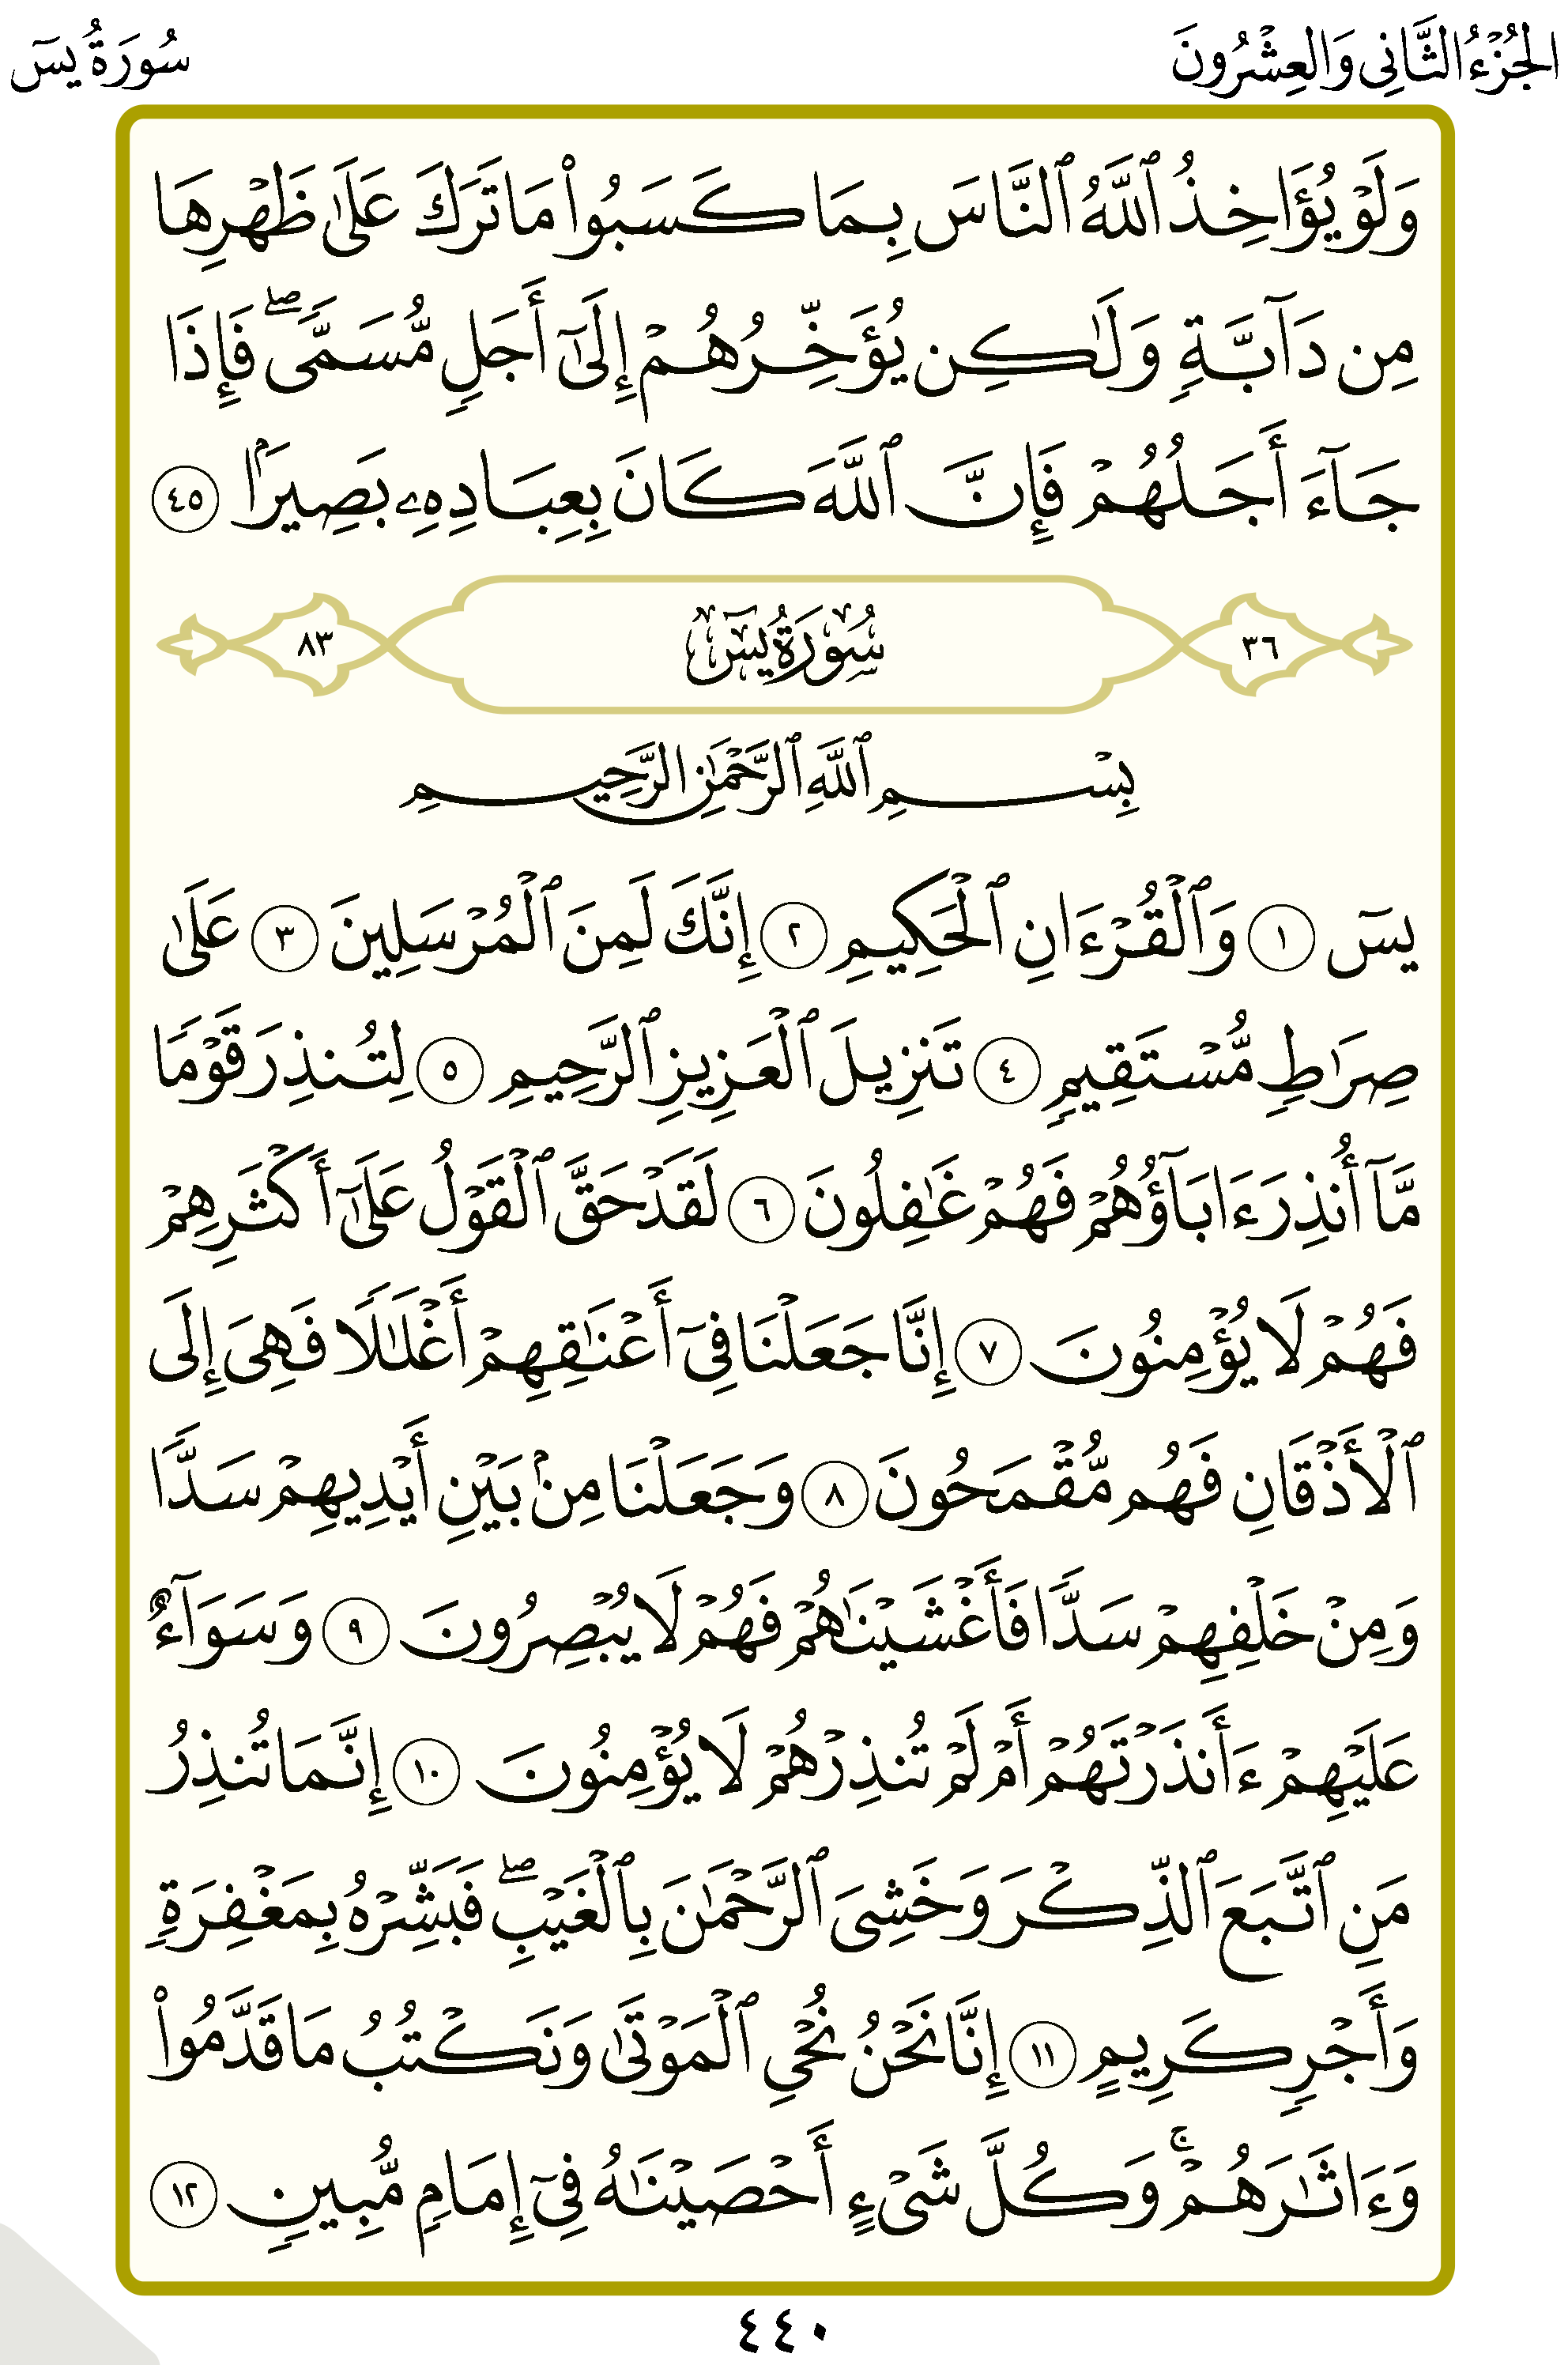 الجُزْءُ الثَّانِي وَالعِشْرُونَ
سُورَةُ يسٓ
وَلَوْ يُؤَاخِذُ ٱللَّهُ ٱلنَّاسَ بِمَا كَسَبُوا۟ مَا تَرَكَ عَلَىٰ ظَهْرِهَا
مِن دَآبَّةٍ وَلَٰكِن يُؤَخِّرُهُمْ إِلَىٰٓ أَجَلٍ مُّسَمًّى ۖ فَإِذَا
جَآءَ أَجَلُهُمْ فَإِنَّ ٱللَّهَ كَانَ بِعِبَادِهِۦ بَصِيرًۢا ٤٥
٣٦ سُورَةُ يسٓ ٨٣
بِسْمِ ٱللَّهِ ٱلرَّحْمَٰنِ ٱلرَّحِيمِ
يسٓ ١ وَٱلْقُرْءَانِ ٱلْحَكِيمِ ٢ إِنَّكَ لَمِنَ ٱلْمُرْسَلِينَ ٣ عَلَىٰ
صِرَٰطٍ مُّسْتَقِيمٍ ٤ تَنزِيلَ ٱلْعَزِيزِ ٱلرَّحِيمِ ٥ لِتُنذِرَ قَوْمًا
مَّآ أُنذِرَ ءَابَآؤُهُمْ فَهُمْ غَٰفِلُونَ ٦ لَقَدْ حَقَّ ٱلْقَوْلُ عَلَىٰٓ أَكْثَرِهِمْ
فَهُمْ لَا يُؤْمِنُونَ ٧ إِنَّا جَعَلْنَا فِىٓ أَعْنَٰقِهِمْ أَغْلَٰلًا فَهِىَ إِلَى
ٱلْأَذْقَانِ فَهُم مُّقْمَحُونَ ٨ وَجَعَلْنَا مِنۢ بَيْنِ أَيْدِيهِمْ سَدًّا
وَمِنْ خَلْفِهِمْ سَدًّا فَأَغْشَيْنَٰهُمْ فَهُمْ لَا يُبْصِرُونَ ٩ وَسَوَآءٌ
عَلَيْهِمْ ءَأَنذَرْتَهُمْ أَمْ لَمْ تُنذِرْهُمْ لَا يُؤْمِنُونَ ١٠ إِنَّمَا تُنذِرُ
مَنِ ٱتَّبَعَ ٱلذِّكْرَ وَخَشِىَ ٱلرَّحْمَٰنَ بِٱلْغَيْبِ ۖ فَبَشِّرْهُ بِمَغْفِرَةٍ
وَأَجْرٍ كَرِيمٍ ١١ إِنَّا نَحْنُ نُحْىِ ٱلْمَوْتَىٰ وَنَكْتُبُ مَا قَدَّمُوا۟
وَءَاثَٰرَهُمْ ۚ وَكُلَّ شَىْءٍ أَحْصَيْنَٰهُ فِىٓ إِمَامٍ مُّبِينٍ ١٢
٤٤٠